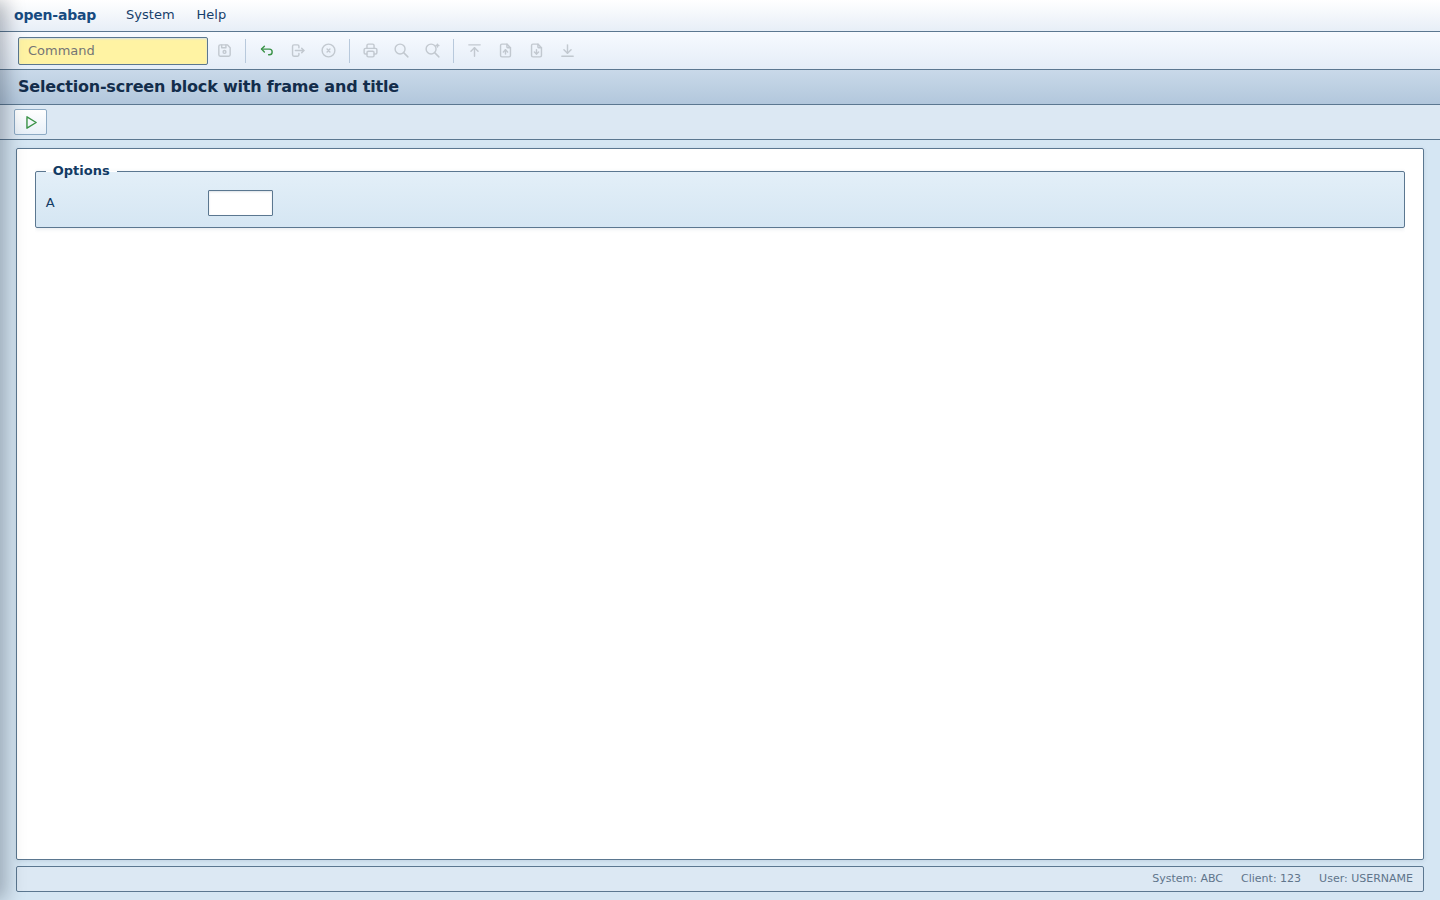 open-abap System Help
Command
Selection-screen block with frame and title
Options
A
System: ABC Client: 123 User: USERNAME